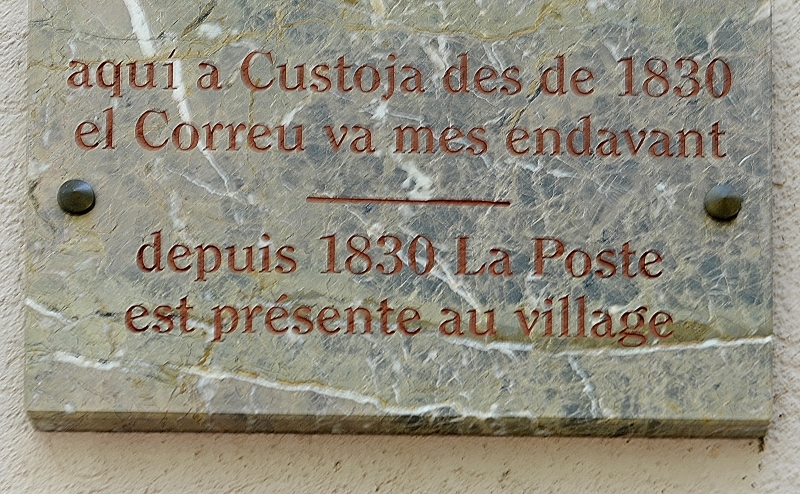 aquí a Custoja des de 1830
el Correu va mes endavant
depuis 1830 La Poste
est présente au village